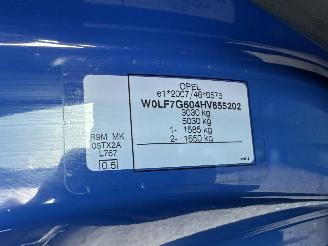 OPEL
e1*2007/46*0575
W0LF7G604HV655202
3030 kg
5030 kg
1- 1585 kg
2- 1660 kg
R9M MK
05TX2A
L767
0.5